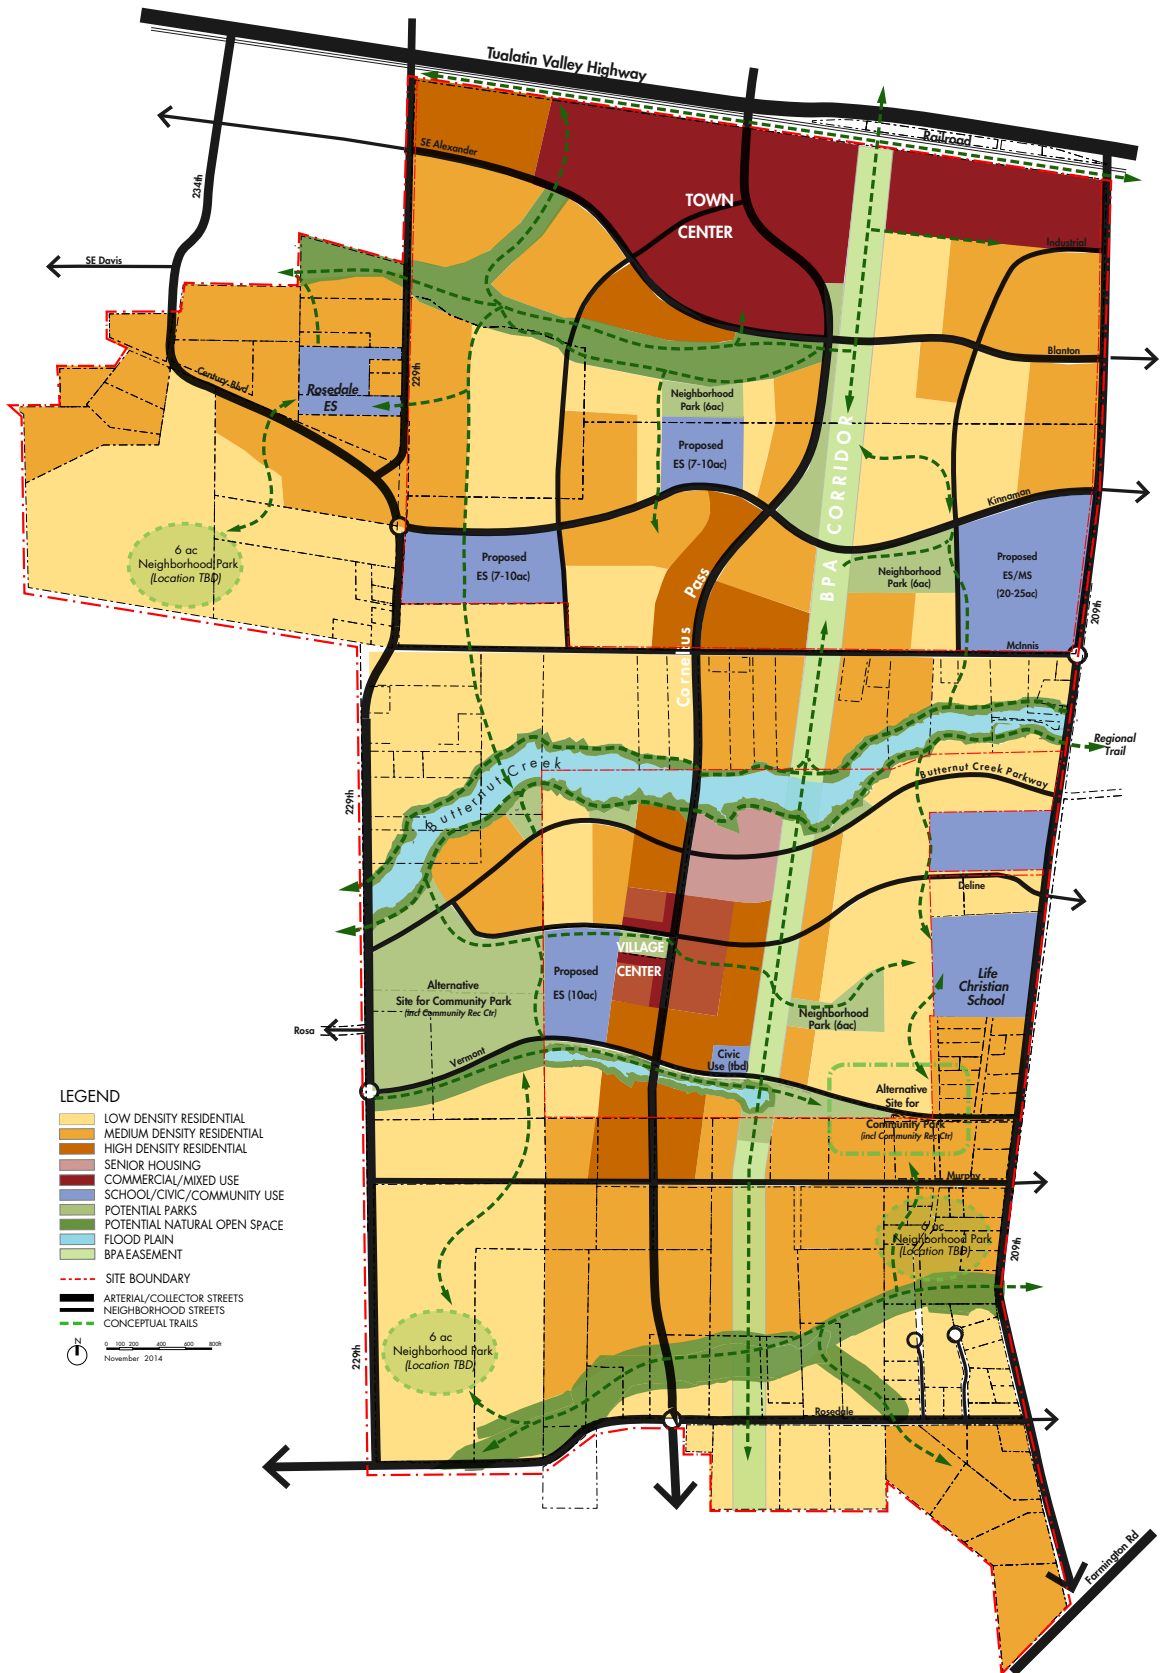 Tualatin Valley Highway
Railroad
SE Alexander
234th
TOWN
CENTER
Industrial
SE Davis
Blanton
229th
Century Blvd
Rosedale
ES
Neighborhood
Park (6ac)
Proposed
ES (7-10ac)
BPA CORRIDOR
Kinnaman
6 ac
Neighborhood Park
(Location TBD)
Proposed
ES (7-10ac)
Neighborhood
Park (6ac)
Proposed
ES/MS
(20-25ac)
209th
Cornelius Pass
McInnis
Regional
Trail
Butternut Creek
Butternut Creek Parkway
229th
Deline
VILLAGE
CENTER
Proposed
ES (10ac)
Life
Christian
School
Alternative
Site for Community Park
(incl Community Rec Ctr)
Neighborhood
Park (6ac)
Rosa
Vermont
Civic
Use (tbd)
Alternative
Site for
Community Park
(incl Community Rec Ctr)
Murphy
6 ac
Neighborhood Park
(Location TBD)
209th
LEGEND
LOW DENSITY RESIDENTIAL
MEDIUM DENSITY RESIDENTIAL
HIGH DENSITY RESIDENTIAL
SENIOR HOUSING
COMMERCIAL/MIXED USE
SCHOOL/CIVIC/COMMUNITY USE
POTENTIAL PARKS
POTENTIAL NATURAL OPEN SPACE
FLOOD PLAIN
BPA EASEMENT
SITE BOUNDARY
ARTERIAL/COLLECTOR STREETS
NEIGHBORHOOD STREETS
CONCEPTUAL TRAILS
N
0 100 200 400 600 800ft
November 2014
6 ac
Neighborhood Park
(Location TBD)
229th
Rosedale
Farmington Rd